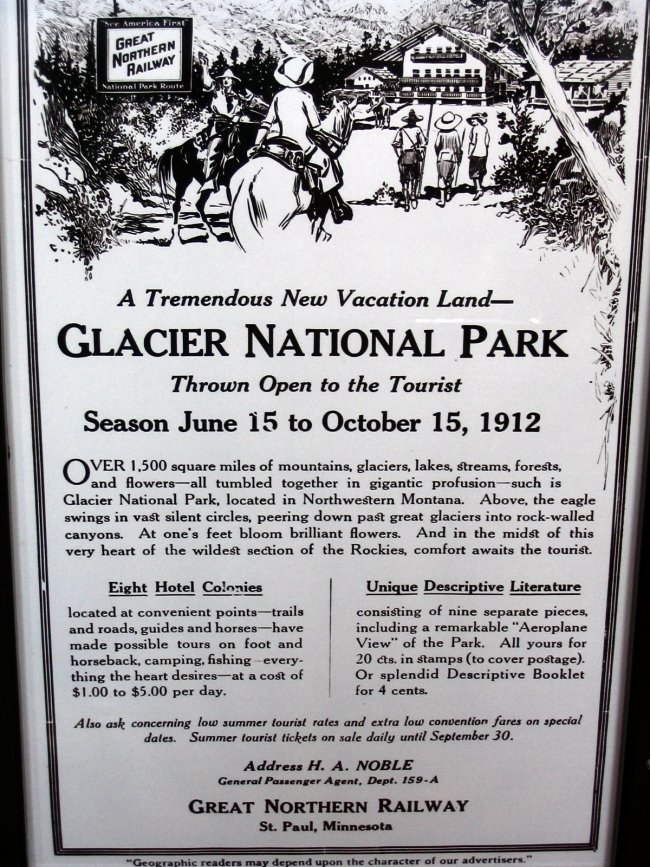 "See America First"
GREAT
NORTHERN
RAILWAY
National Park Route
A Tremendous New Vacation Land—
GLACIER NATIONAL PARK
Thrown Open to the Tourist
Season June 15 to October 15, 1912
OVER 1,500 square miles of mountains, glaciers, lakes, streams, forests,
and flowers—all tumbled together in gigantic profusion—such is
Glacier National Park, located in Northwestern Montana. Above, the eagle
swings in vast silent circles, peering down past great glaciers into rock-walled
canyons. At one's feet bloom brilliant flowers. And in the midst of this
very heart of the wildest section of the Rockies, comfort awaits the tourist.
Eight Hotel Colonies
located at convenient points—trails
and roads, guides and horses—have
made possible tours on foot and
horseback, camping, fishing—every-
thing the heart desires—at a cost of
$1.00 to $5.00 per day.
Unique Descriptive Literature
consisting of nine separate pieces,
including a remarkable "Aeroplane
View" of the Park. All yours for
20 cts. in stamps (to cover postage).
Or splendid Descriptive Booklet
for 4 cents.
Also ask concerning low summer tourist rates and extra low convention fares on special
dates. Summer tourist tickets on sale daily until September 30.
Address H. A. NOBLE
General Passenger Agent, Dept. 159-A
GREAT NORTHERN RAILWAY
St. Paul, Minnesota
"Geographic readers may depend upon the character of our advertisers."